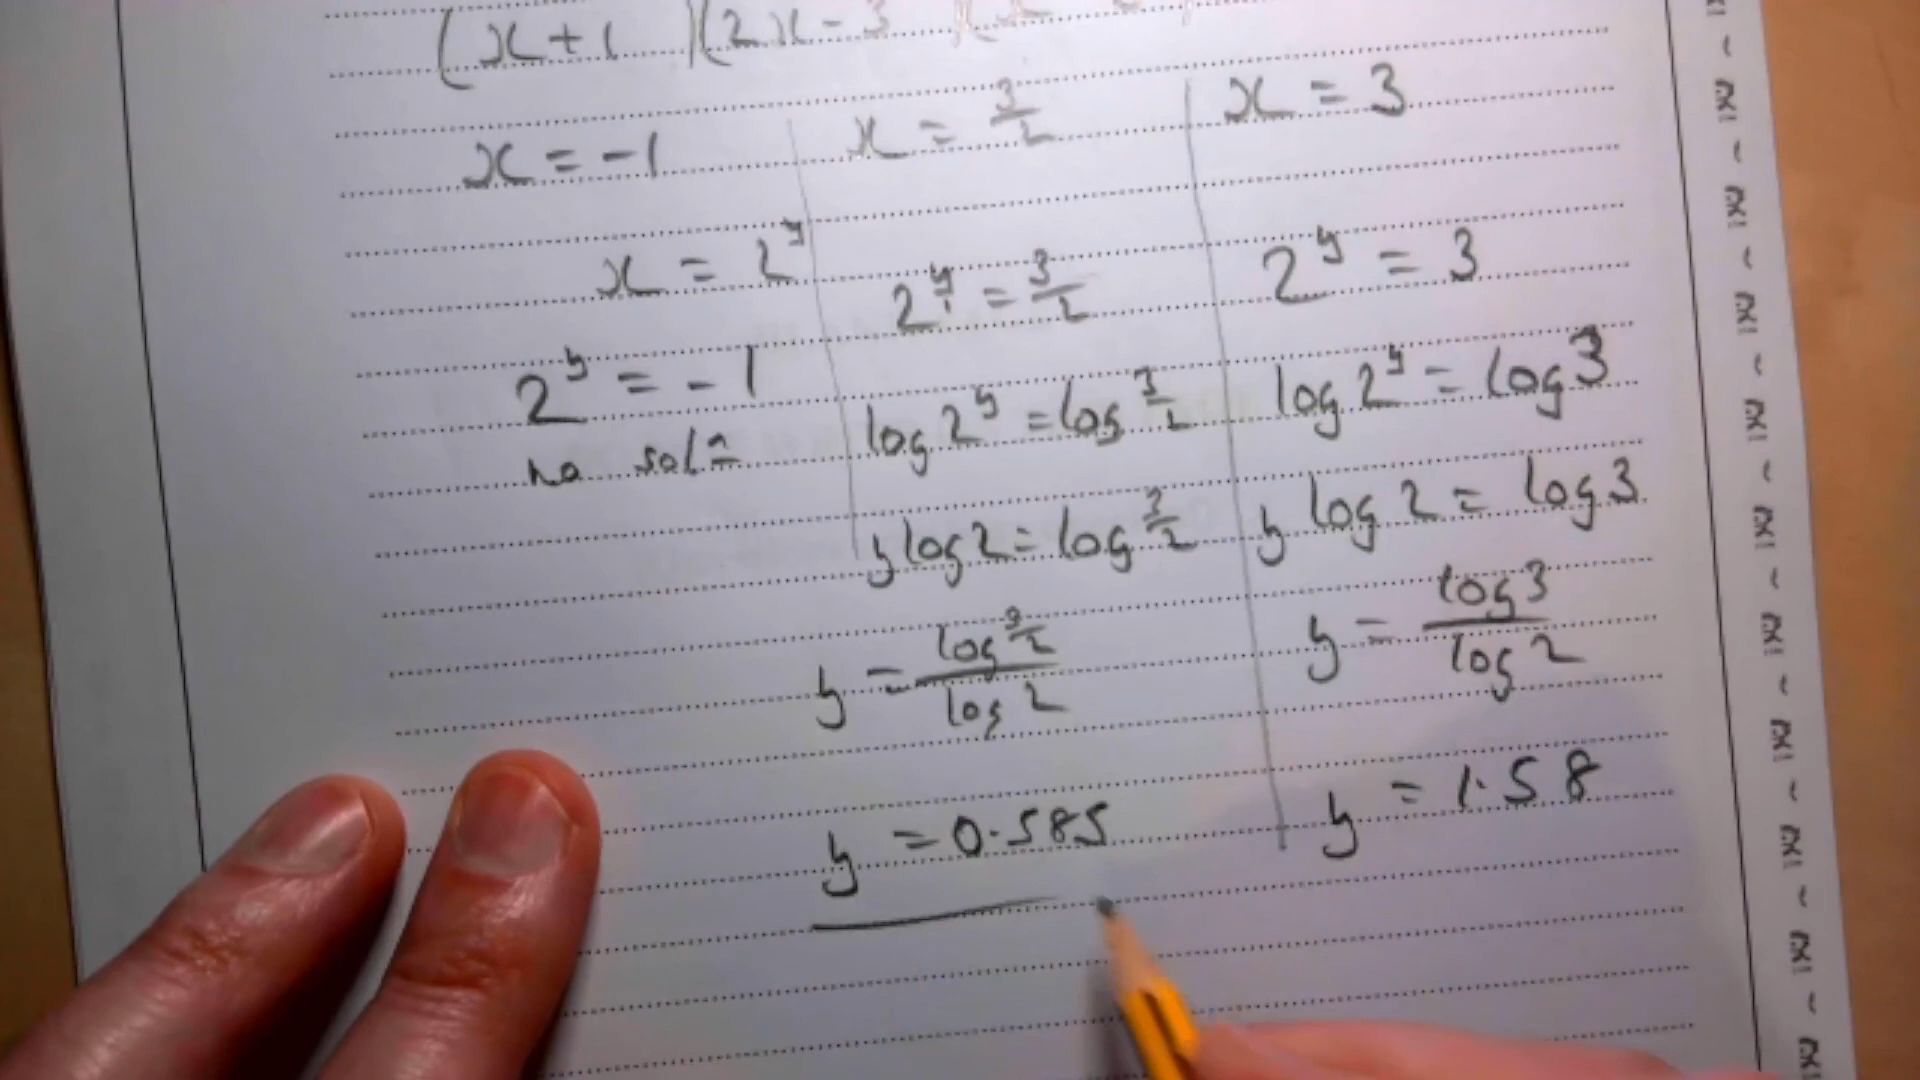 (x+1)(2x-3)(x-3)
x = -1
x = 3/2
x = 3
x = 2^y
2^y = 3/2
2^y = 3
2^y = -1
no solⁿ
log 2^y = log 3/2
log 2^y = log 3
y log 2 = log 3/2
y log 2 = log 3
y = log 3/2 / log 2
y = log 3 / log 2
y = 0.585
y = 1.58